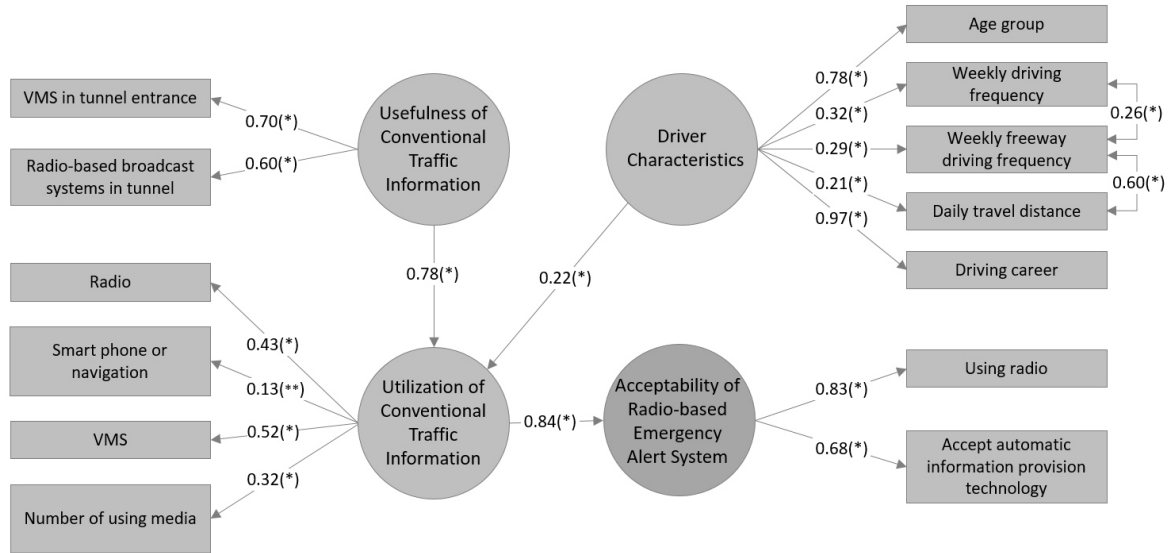 VMS in tunnel entrance
0.70(*)
Radio-based broadcast
systems in tunnel
0.60(*)
Usefulness of
Conventional
Traffic
Information
Driver
Characteristics
Age group
0.78(*)
Weekly driving
frequency
0.32(*)
0.26(*)
Weekly freeway
driving frequency
0.29(*)
0.60(*)
Daily travel distance
0.21(*)
Driving career
0.97(*)
0.78(*)
0.22(*)
Radio
0.43(*)
Smart phone or
navigation
0.13(**)
VMS
0.52(*)
Number of using media
0.32(*)
Utilization of
Conventional
Traffic
Information
0.84(*)
Acceptability of
Radio-based
Emergency
Alert System
0.83(*)
Using radio
0.68(*)
Accept automatic
information provision
technology